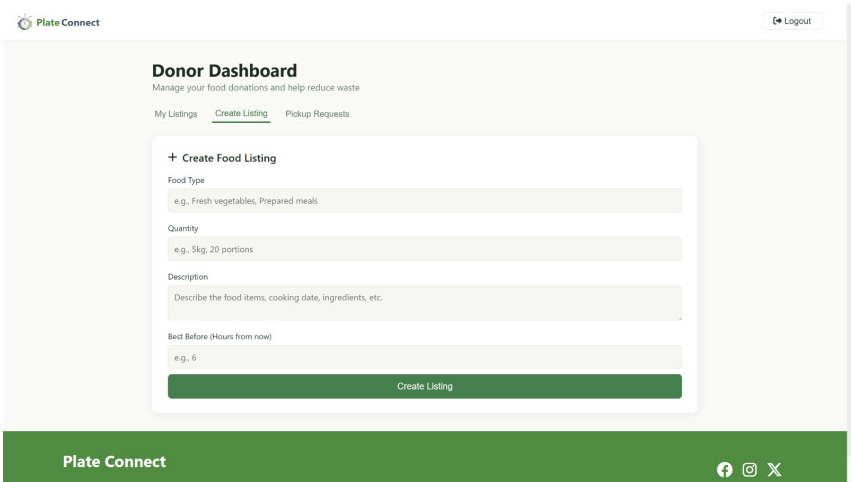 Plate Connect
Logout
Donor Dashboard
Manage your food donations and help reduce waste
My Listings Create Listing Pickup Requests
+ Create Food Listing
Food Type
e.g., Fresh vegetables, Prepared meals
Quantity
e.g., 5kg, 20 portions
Description
Describe the food items, cooking date, ingredients, etc.
Best Before (Hours from now)
e.g., 6
Create Listing
Plate Connect